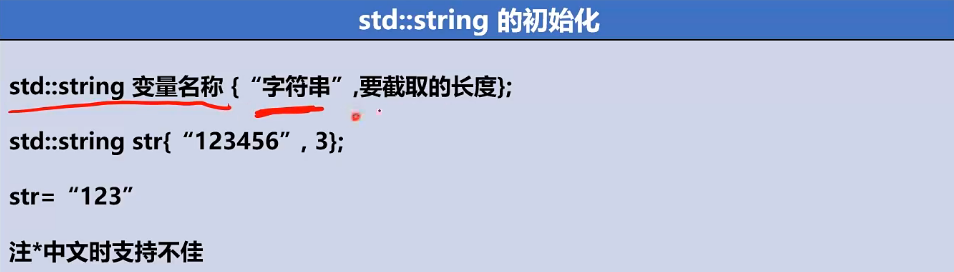 std::string 的初始化
std::string 变量名称 {“字符串”,要截取的长度};
std::string str{“123456”, 3};
str=“123”
注*中文时支持不佳